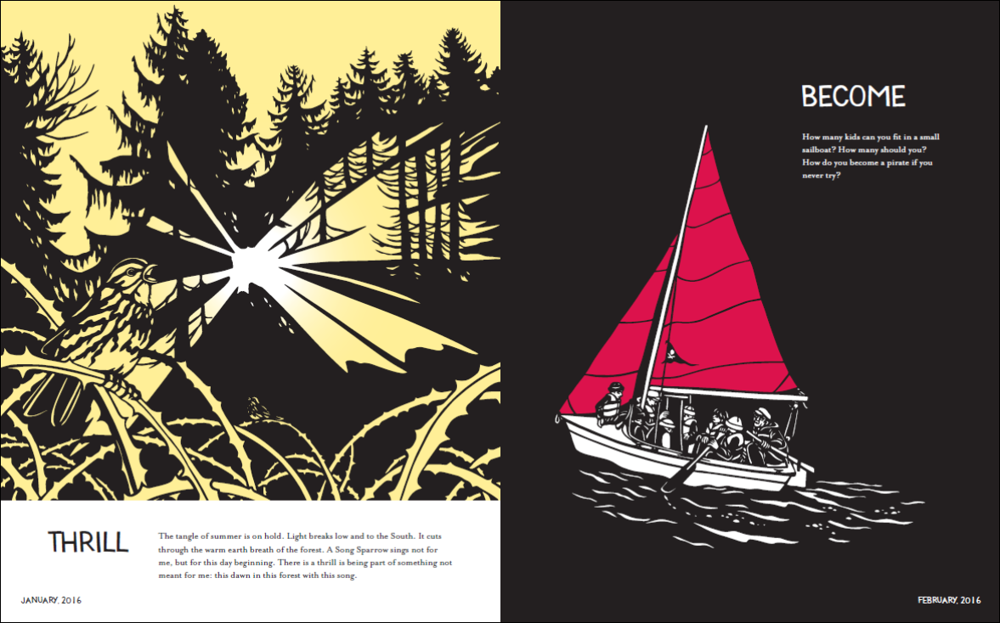 THRILL
The tangle of summer is on hold. Light breaks low and to the South. It cuts
through the warm earth breath of the forest. A Song Sparrow sings not for
me, but for this day beginning. There is a thrill is being part of something not
meant for me: this dawn in this forest with this song.
JANUARY, 2016
BECOME
How many kids can you fit in a small
sailboat? How many should you?
How do you become a pirate if you
never try?
FEBRUARY, 2016